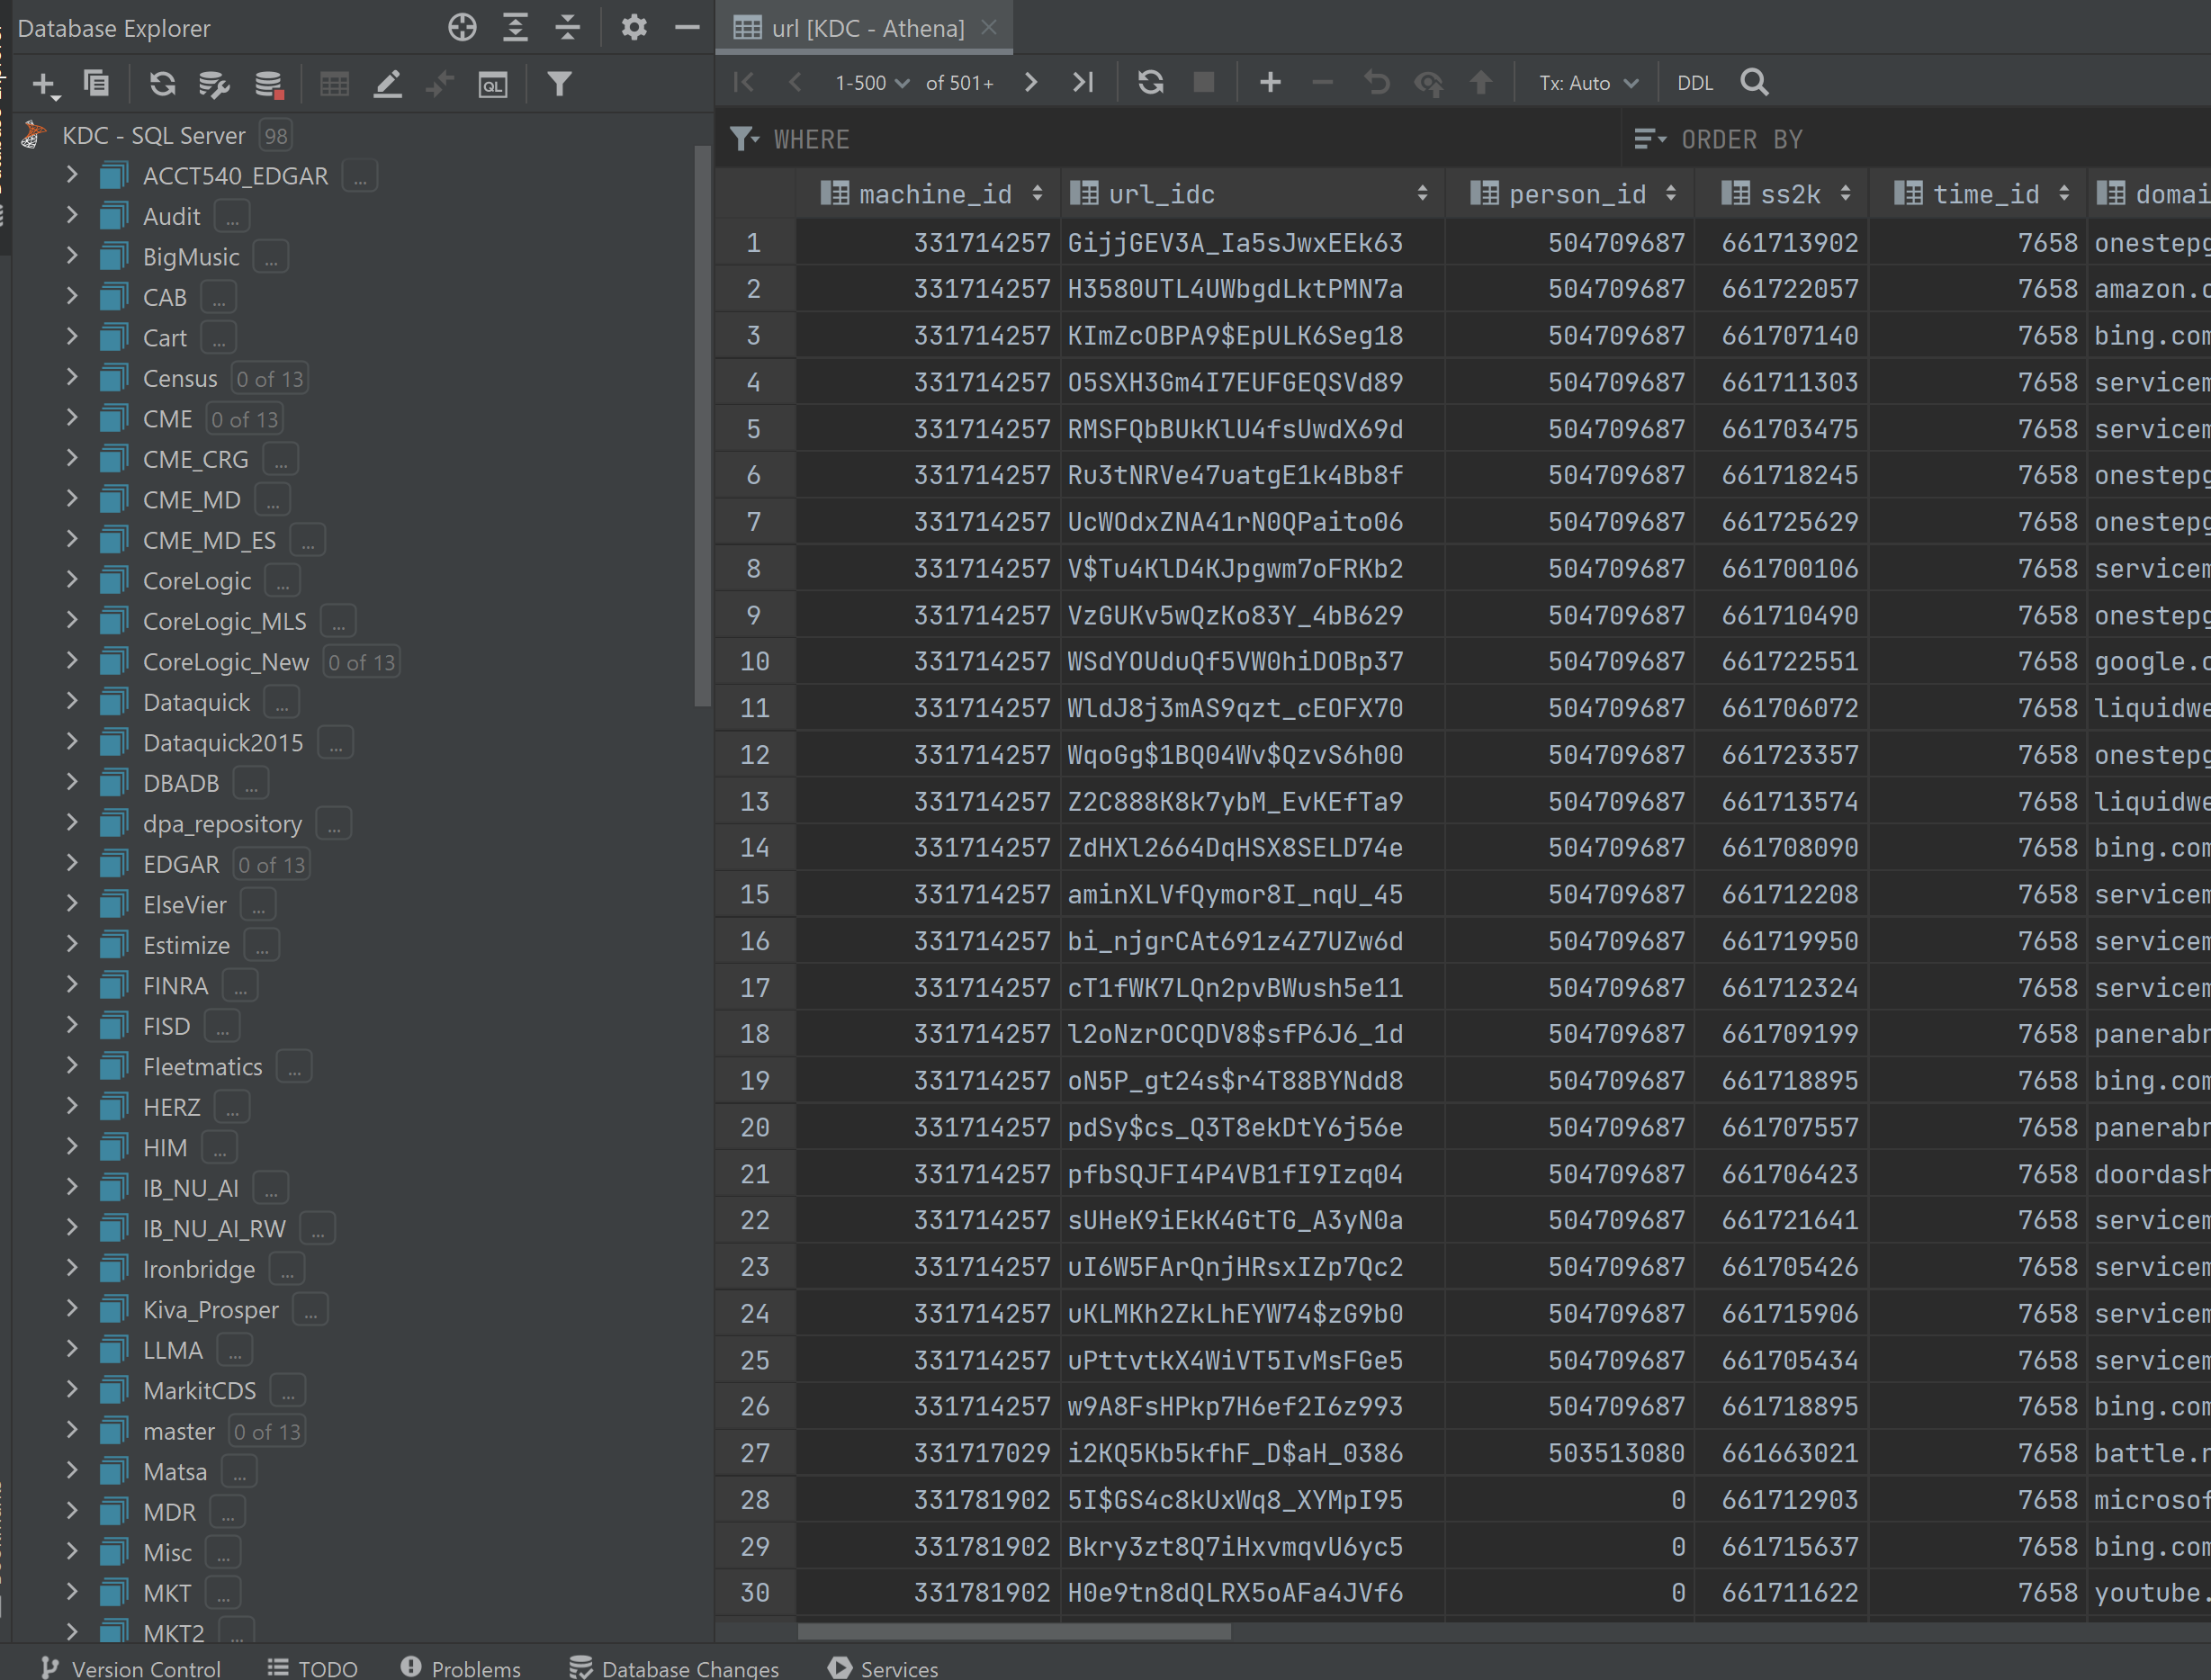 Database Explorer
url [KDC - Athena]
1-500 of 501+ Tx: Auto DDL
WHERE ORDER BY
KDC - SQL Server 98
ACCT540_EDGAR ...
Audit ...
BigMusic ...
CAB ...
Cart ...
Census 0 of 13
CME 0 of 13
CME_CRG ...
CME_MD ...
CME_MD_ES ...
CoreLogic ...
CoreLogic_MLS ...
CoreLogic_New 0 of 13
Dataquick ...
Dataquick2015 ...
DBADB ...
dpa_repository ...
EDGAR 0 of 13
ElseVier ...
Estimize ...
FINRA ...
FISD ...
Fleetmatics ...
HERZ ...
HIM ...
IB_NU_AI ...
IB_NU_AI_RW ...
Ironbridge ...
Kiva_Prosper ...
LLMA ...
MarkitCDS ...
master 0 of 13
Matsa ...
MDR ...
Misc ...
MKT ...
MKT2 ...
machine_id url_idc person_id ss2k time_id domai
1 331714257 GijjGEV3A_Ia5sJwxEEk63 504709687 661713902 7658 onestepg
2 331714257 H3580UTL4UWbgdLktPMN7a 504709687 661722057 7658 amazon.c
3 331714257 KImZcOBPA9$EpULK6Seg18 504709687 661707140 7658 bing.com
4 331714257 O5SXH3Gm4I7EUFGEQSVd89 504709687 661711303 7658 servicem
5 331714257 RMSFQbBUkKlU4fsUwdX69d 504709687 661703475 7658 servicem
6 331714257 Ru3tNRVe47uatgE1k4Bb8f 504709687 661718245 7658 onestepg
7 331714257 UcWOdxZNA41rN0QPaito06 504709687 661725629 7658 onestepg
8 331714257 V$Tu4KlD4KJpgwm7oFRKb2 504709687 661700106 7658 servicem
9 331714257 VzGUKv5wQzKo83Y_4bB629 504709687 661710490 7658 onestepg
10 331714257 WSdYOUduQf5VW0hiDOBp37 504709687 661722551 7658 google.c
11 331714257 WldJ8j3mAS9qzt_cEOFX70 504709687 661706072 7658 liquidwe
12 331714257 WqoGg$1BQ04Wv$QzvS6h00 504709687 661723357 7658 onestepg
13 331714257 Z2C888K8k7ybM_EvKEfTa9 504709687 661713574 7658 liquidwe
14 331714257 ZdHXl2664DqHSX8SELD74e 504709687 661708090 7658 bing.com
15 331714257 aminXLVfQymor8I_nqU_45 504709687 661712208 7658 servicem
16 331714257 bi_njgrCAt691z4Z7UZw6d 504709687 661719950 7658 servicem
17 331714257 cT1fWK7LQn2pvBWush5e11 504709687 661712324 7658 servicem
18 331714257 l2oNzrOCQDV8$sfP6J6_1d 504709687 661709199 7658 panerabr
19 331714257 oN5P_gt24s$r4T88BYNdd8 504709687 661718895 7658 bing.com
20 331714257 pdSy$cs_Q3T8ekDtY6j56e 504709687 661707557 7658 panerabr
21 331714257 pfbSQJFI4P4VB1fI9Izq04 504709687 661706423 7658 doordash
22 331714257 sUHeK9iEkK4GtTG_A3yN0a 504709687 661721641 7658 servicem
23 331714257 uI6W5FArQnjHRsxIZp7Qc2 504709687 661705426 7658 servicem
24 331714257 uKLMKh2ZkLhEYW74$zG9b0 504709687 661715906 7658 servicem
25 331714257 uPttvtkX4WiVT5IvMsFGe5 504709687 661705434 7658 servicem
26 331714257 w9A8FsHPkp7H6ef2I6z993 504709687 661718895 7658 bing.com
27 331717029 i2KQ5Kb5kfhF_D$aH_0386 503513080 661663021 7658 battle.n
28 331781902 5I$GS4c8kUxWq8_XYMpI95 0 661712903 7658 microsof
29 331781902 Bkry3zt8Q7iHxvmqvU6yc5 0 661715637 7658 bing.com
30 331781902 H0e9tn8dQLRX5oAFa4JVf6 0 661711622 7658 youtube.
Version Control TODO Problems Database Changes Services